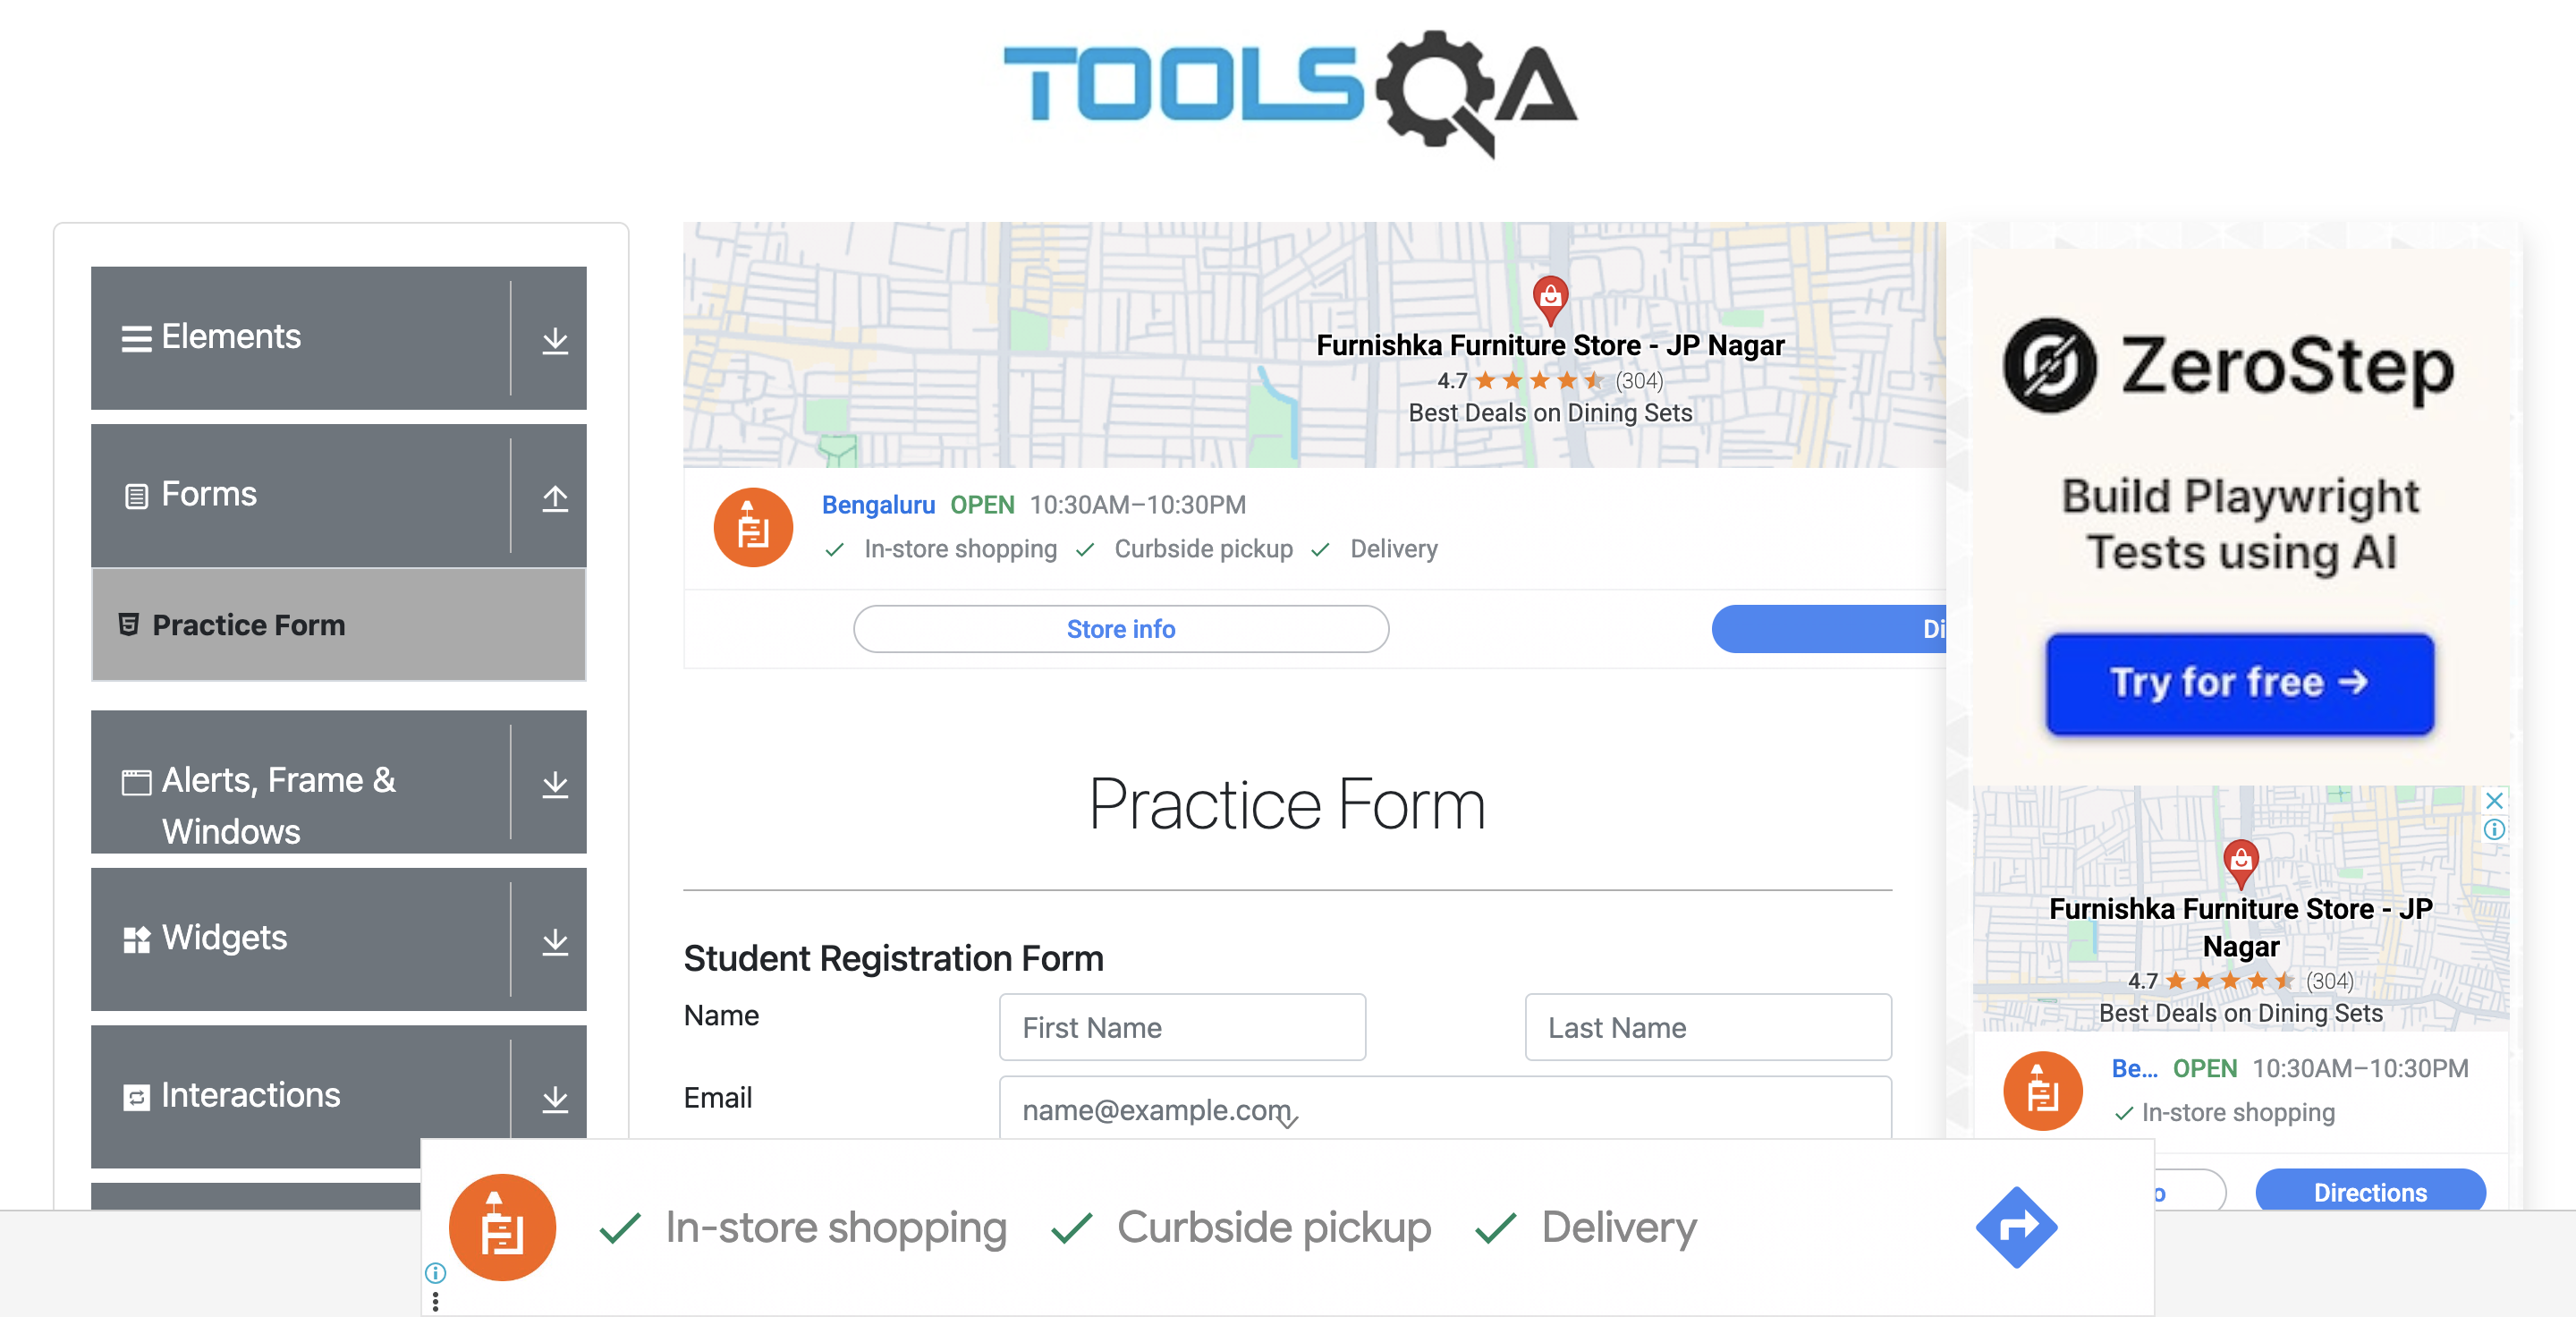 TOOLSQA
Elements
Forms
Practice Form
Alerts, Frame &
Windows
Widgets
Interactions
Furnishka Furniture Store - JP Nagar
4.7 (304)
Best Deals on Dining Sets
Bengaluru OPEN 10:30AM–10:30PM
In-store shopping Curbside pickup Delivery
Store info
Di
Practice Form
Student Registration Form
Name
First Name
Last Name
Email
name@example.com
ZeroStep
Build Playwright
Tests using AI
Try for free →
Furnishka Furniture Store - JP
Nagar
4.7 (304)
Best Deals on Dining Sets
Be... OPEN 10:30AM–10:30PM
In-store shopping
o
Directions
In-store shopping Curbside pickup Delivery